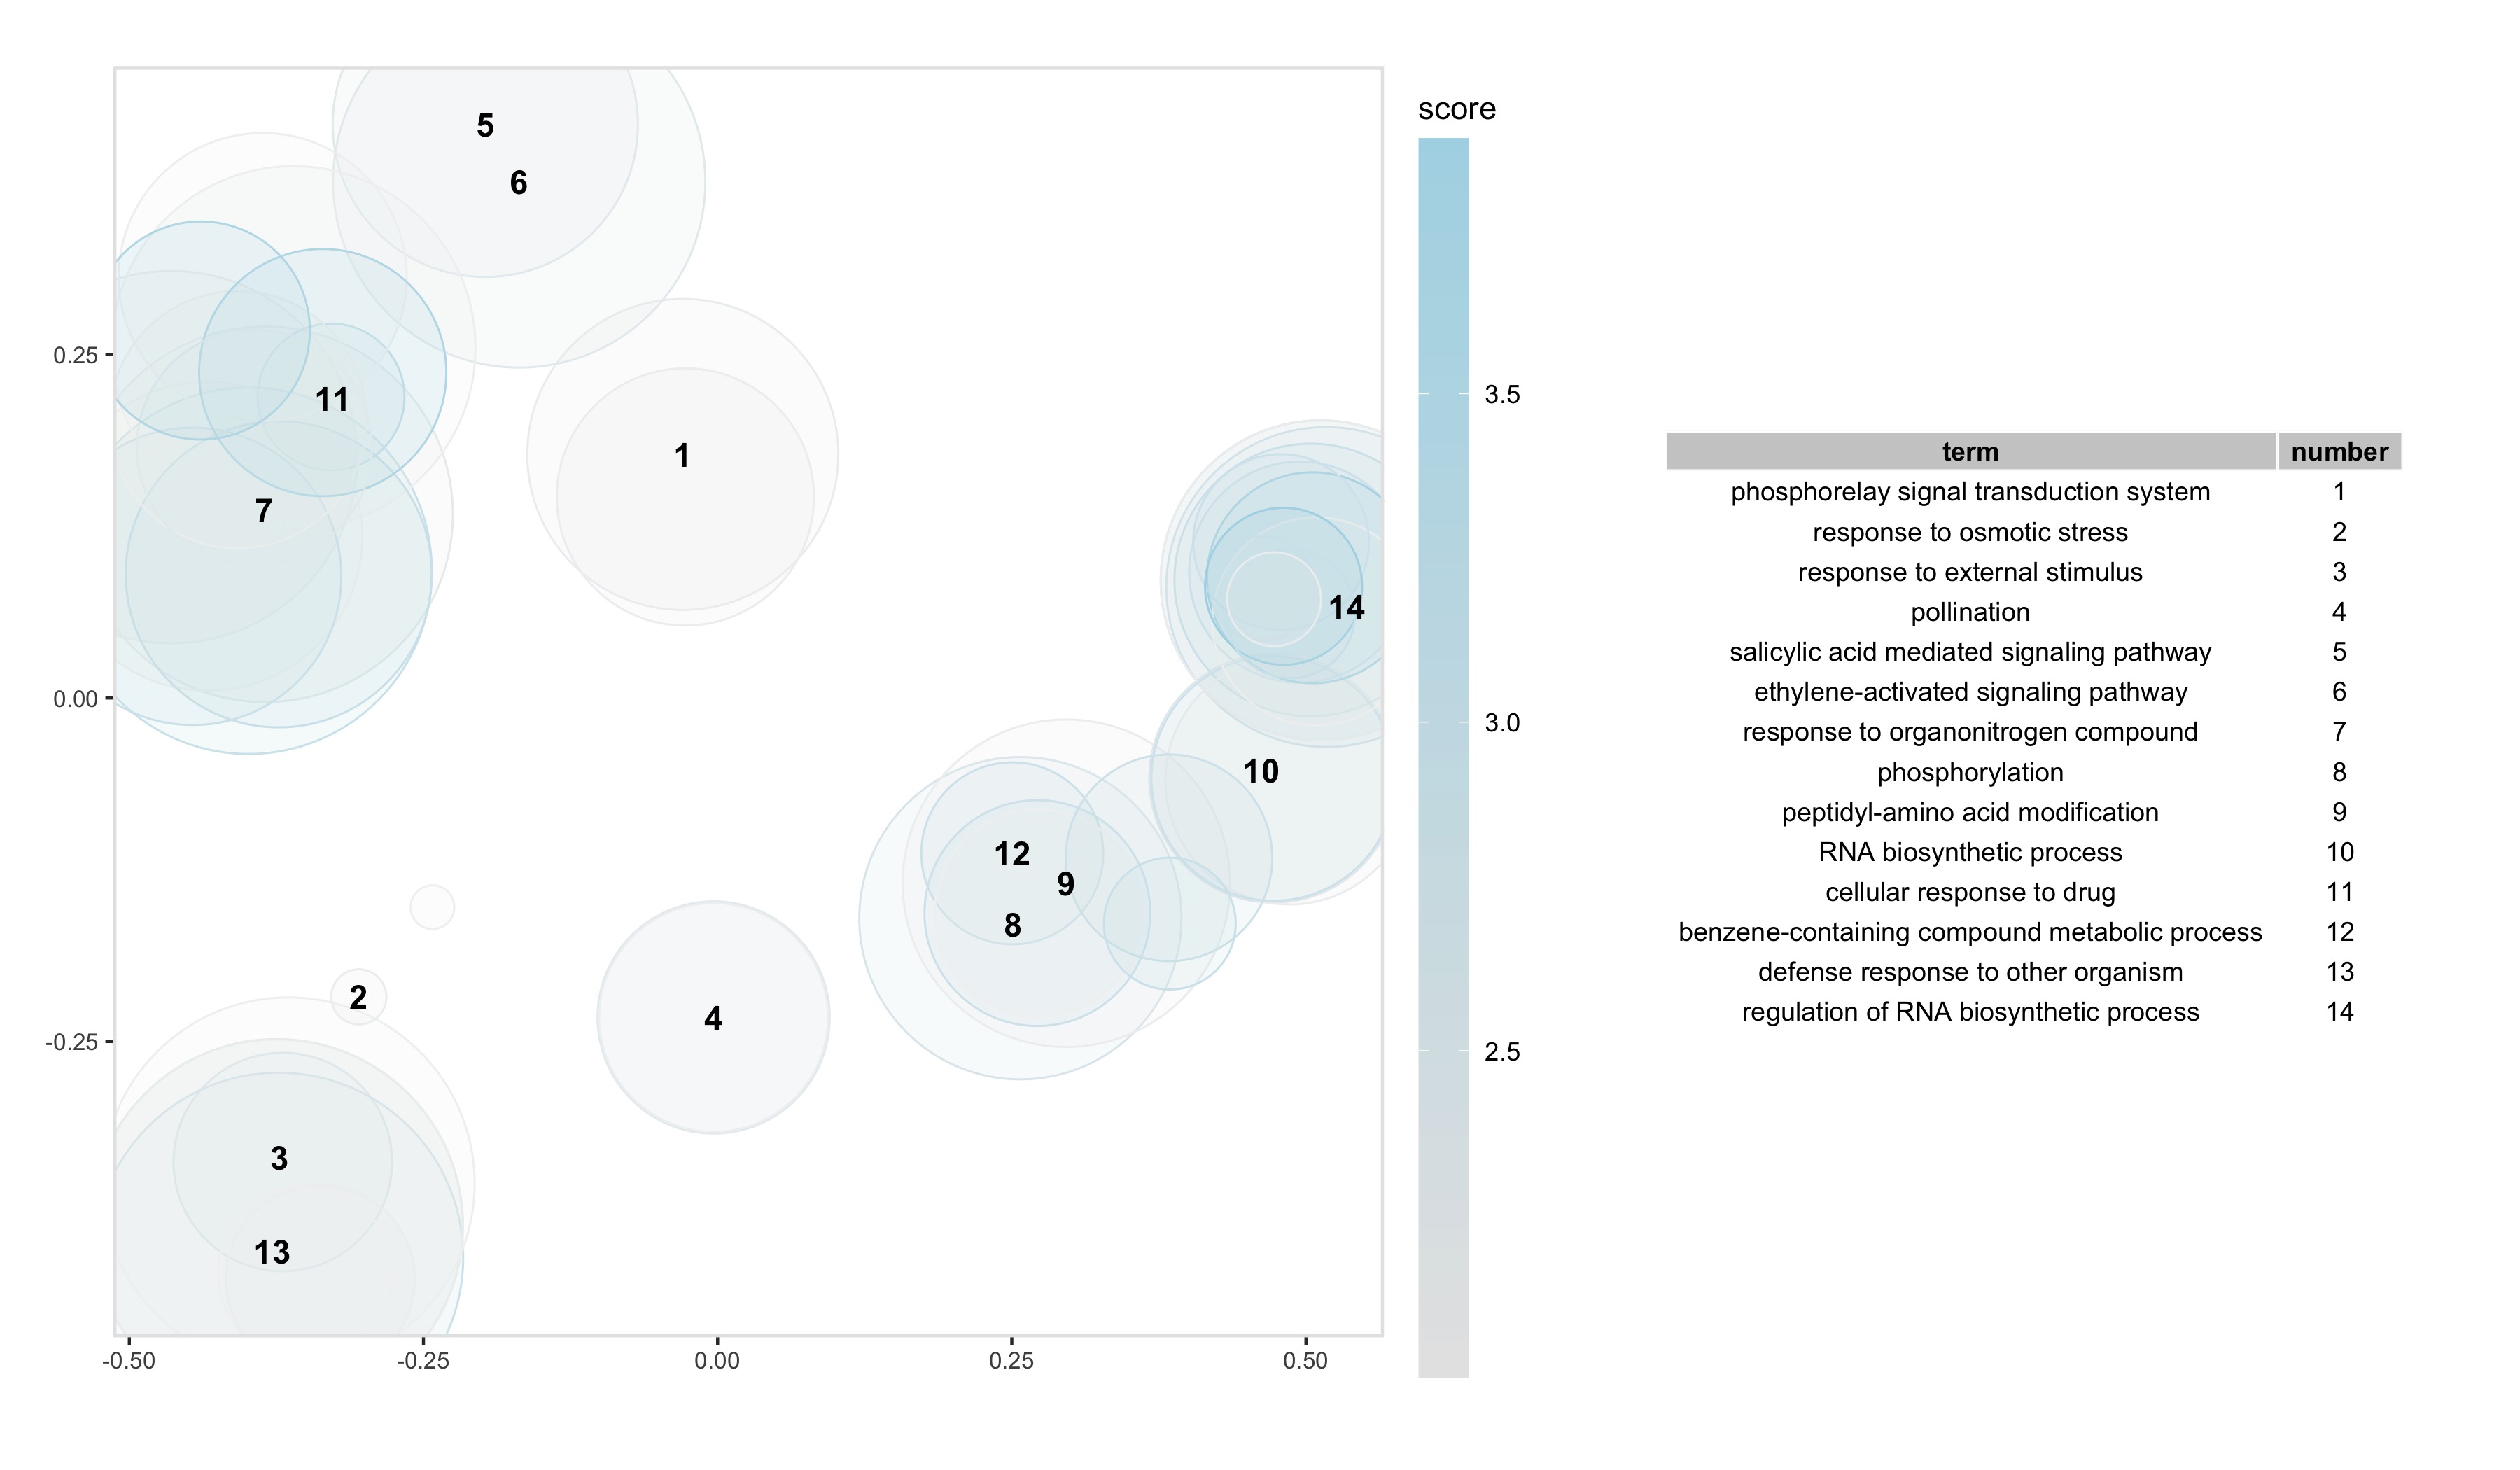 5
6
11
7
1
14
10
12
9
8
2
4
3
13
0.25
0.00
-0.25
-0.50
-0.25
0.00
0.25
0.50
score
3.5
3.0
2.5
term number
phosphorelay signal transduction system 1
response to osmotic stress 2
response to external stimulus 3
pollination 4
salicylic acid mediated signaling pathway 5
ethylene-activated signaling pathway 6
response to organonitrogen compound 7
phosphorylation 8
peptidyl-amino acid modification 9
RNA biosynthetic process 10
cellular response to drug 11
benzene-containing compound metabolic process 12
defense response to other organism 13
regulation of RNA biosynthetic process 14